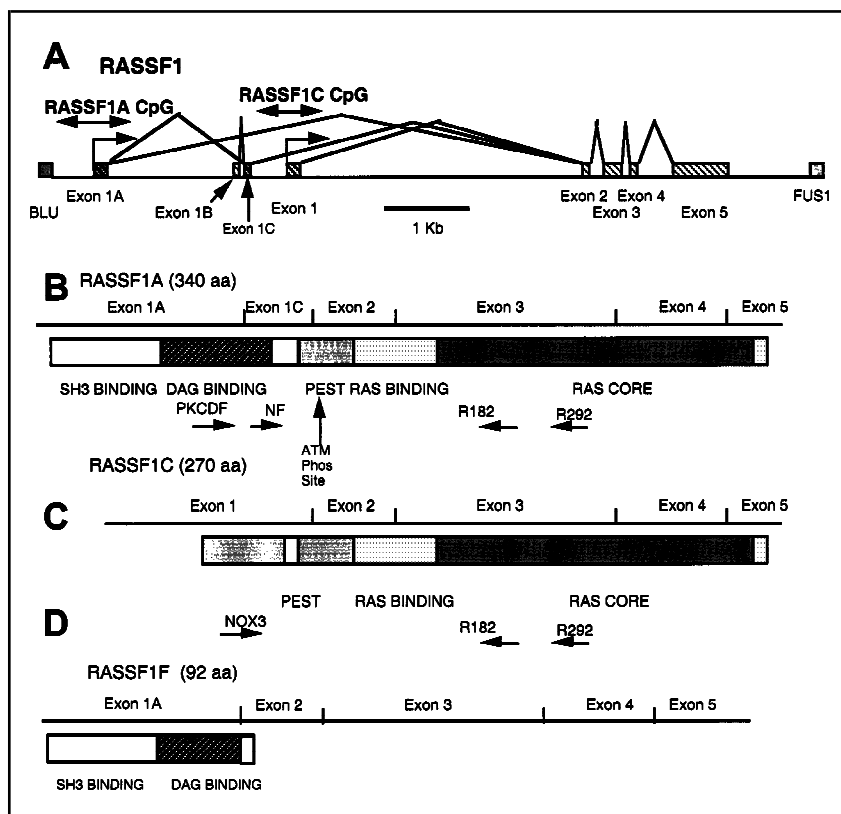 A
RASSF1
RASSF1A CpG
RASSF1C CpG
BLU
Exon 1A
Exon 1B
Exon 1C
Exon 1
1 Kb
Exon 2
Exon 3
Exon 4
Exon 5
FUS1
B
RASSF1A (340 aa)
Exon 1A
Exon 1C
Exon 2
Exon 3
Exon 4
Exon 5
SH3 BINDING
DAG BINDING
PEST
RAS BINDING
RAS CORE
PKCDF
NF
R182
R292
ATM
Phos
Site
RASSF1C (270 aa)
C
Exon 1
Exon 2
Exon 3
Exon 4
Exon 5
PEST
RAS BINDING
RAS CORE
NOX3
R182
R292
D
RASSF1F (92 aa)
Exon 1A
Exon 2
Exon 3
Exon 4
Exon 5
SH3 BINDING
DAG BINDING